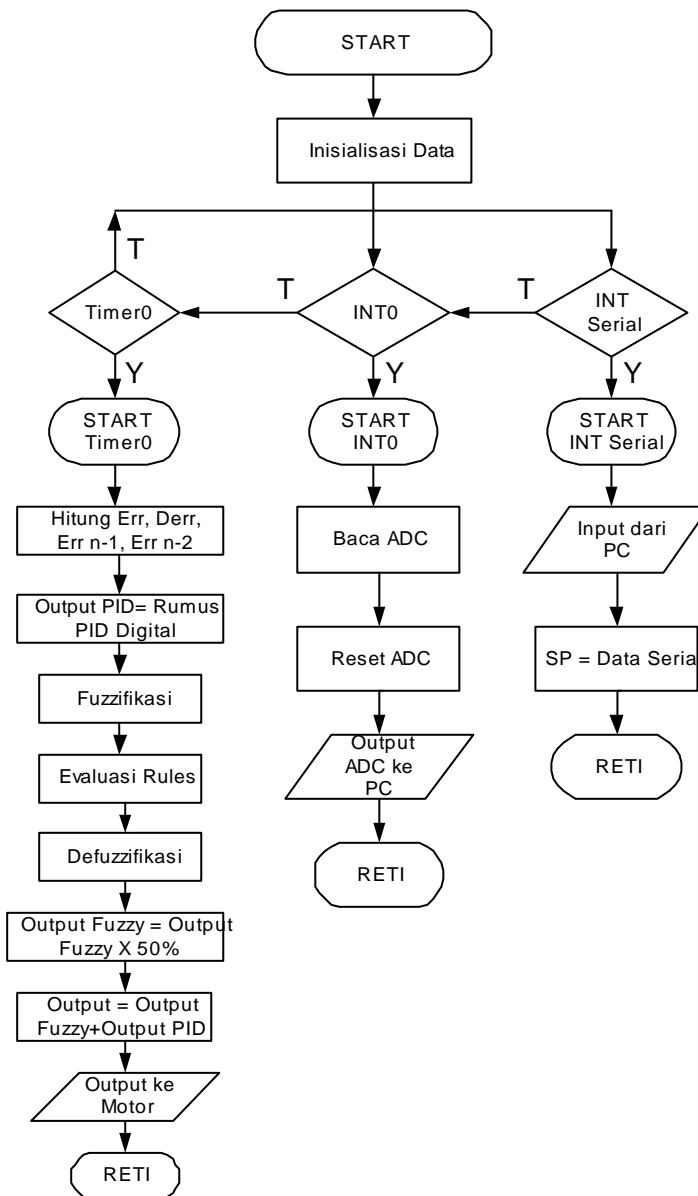 START
Inisialisasi Data
T
Timer0
Y
T
INT0
Y
T
INT
Serial
Y
START
Timer0
Hitung Err, Derr,
Err n-1, Err n-2
Output PID= Rumus
PID Digital
Fuzzifikasi
Evaluasi Rules
Defuzzifikasi
Output Fuzzy = Output
Fuzzy X 50%
Output = Output
Fuzzy+Output PID
Output ke
Motor
RETI
START
INT0
Baca ADC
Reset ADC
Output
ADC ke
PC
RETI
START
INT Serial
Input dari
PC
SP = Data Seria
RETI